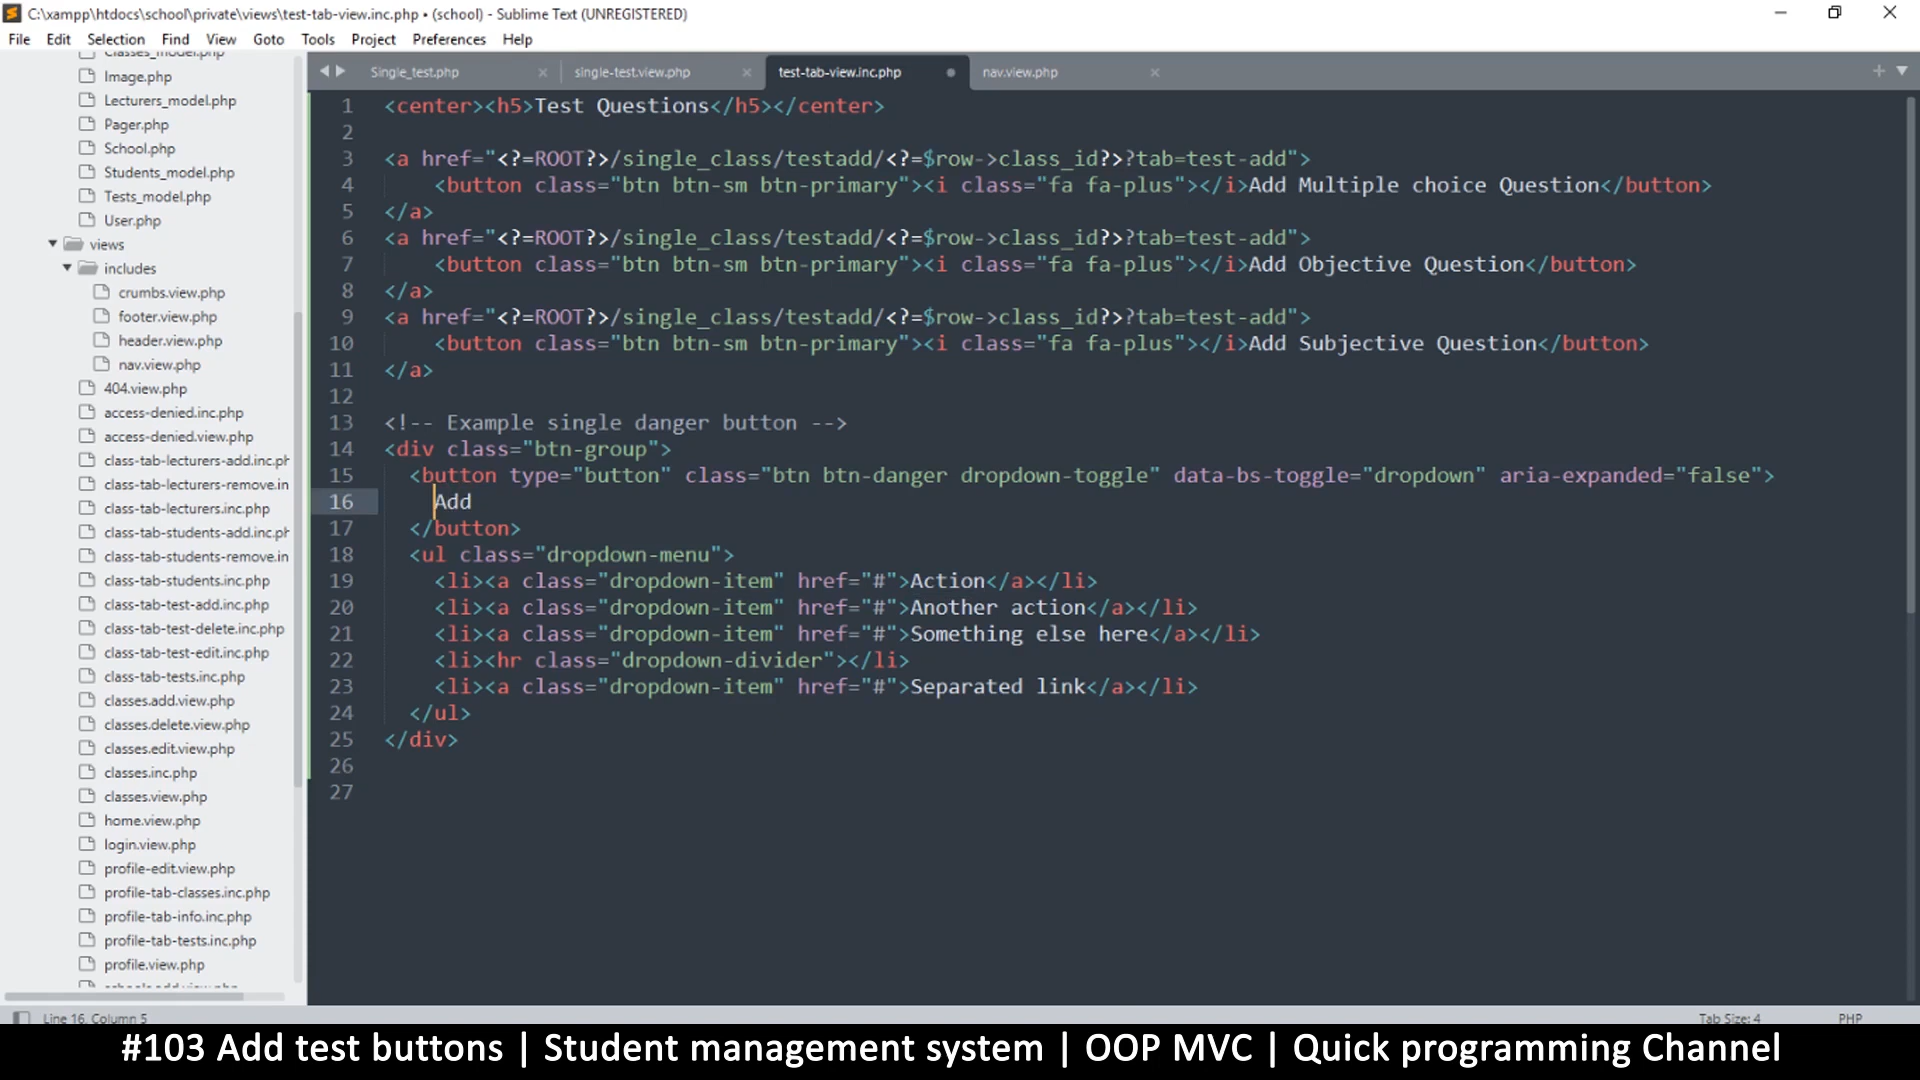 C:\xampp\htdocs\school\private\views\test-tab-view.inc.php • (school) - Sublime Text (UNREGISTERED)
File Edit Selection Find View Goto Tools Project Preferences Help
Classes_model.php
Image.php
Lecturers_model.php
Pager.php
School.php
Students_model.php
Tests_model.php
User.php
views
includes
crumbs.view.php
footer.view.php
header.view.php
nav.view.php
404.view.php
access-denied.inc.php
access-denied.view.php
class-tab-lecturers-add.inc.ph
class-tab-lecturers-remove.in
class-tab-lecturers.inc.php
class-tab-students-add.inc.ph
class-tab-students-remove.in
class-tab-students.inc.php
class-tab-test-add.inc.php
class-tab-test-delete.inc.php
class-tab-test-edit.inc.php
class-tab-tests.inc.php
classes.add.view.php
classes.delete.view.php
classes.edit.view.php
classes.inc.php
classes.view.php
home.view.php
login.view.php
profile-edit.view.php
profile-tab-classes.inc.php
profile-tab-info.inc.php
profile-tab-tests.inc.php
profile.view.php
Single_test.php single-test.view.php test-tab-view.inc.php nav.view.php
1 <center><h5>Test Questions</h5></center>
2
3 <a href="<?=ROOT?>/single_class/testadd/<?=$row->class_id?>?tab=test-add">
4 <button class="btn btn-sm btn-primary"><i class="fa fa-plus"></i>Add Multiple choice Question</button>
5 </a>
6 <a href="<?=ROOT?>/single_class/testadd/<?=$row->class_id?>?tab=test-add">
7 <button class="btn btn-sm btn-primary"><i class="fa fa-plus"></i>Add Objective Question</button>
8 </a>
9 <a href="<?=ROOT?>/single_class/testadd/<?=$row->class_id?>?tab=test-add">
10 <button class="btn btn-sm btn-primary"><i class="fa fa-plus"></i>Add Subjective Question</button>
11 </a>
12
13 <!-- Example single danger button -->
14 <div class="btn-group">
15 <button type="button" class="btn btn-danger dropdown-toggle" data-bs-toggle="dropdown" aria-expanded="false">
16 Add
17 </button>
18 <ul class="dropdown-menu">
19 <li><a class="dropdown-item" href="#">Action</a></li>
20 <li><a class="dropdown-item" href="#">Another action</a></li>
21 <li><a class="dropdown-item" href="#">Something else here</a></li>
22 <li><hr class="dropdown-divider"></li>
23 <li><a class="dropdown-item" href="#">Separated link</a></li>
24 </ul>
25 </div>
26
27
Line 16, Column 5 Tab Size: 4 PHP
#103 Add test buttons | Student management system | OOP MVC | Quick programming Channel